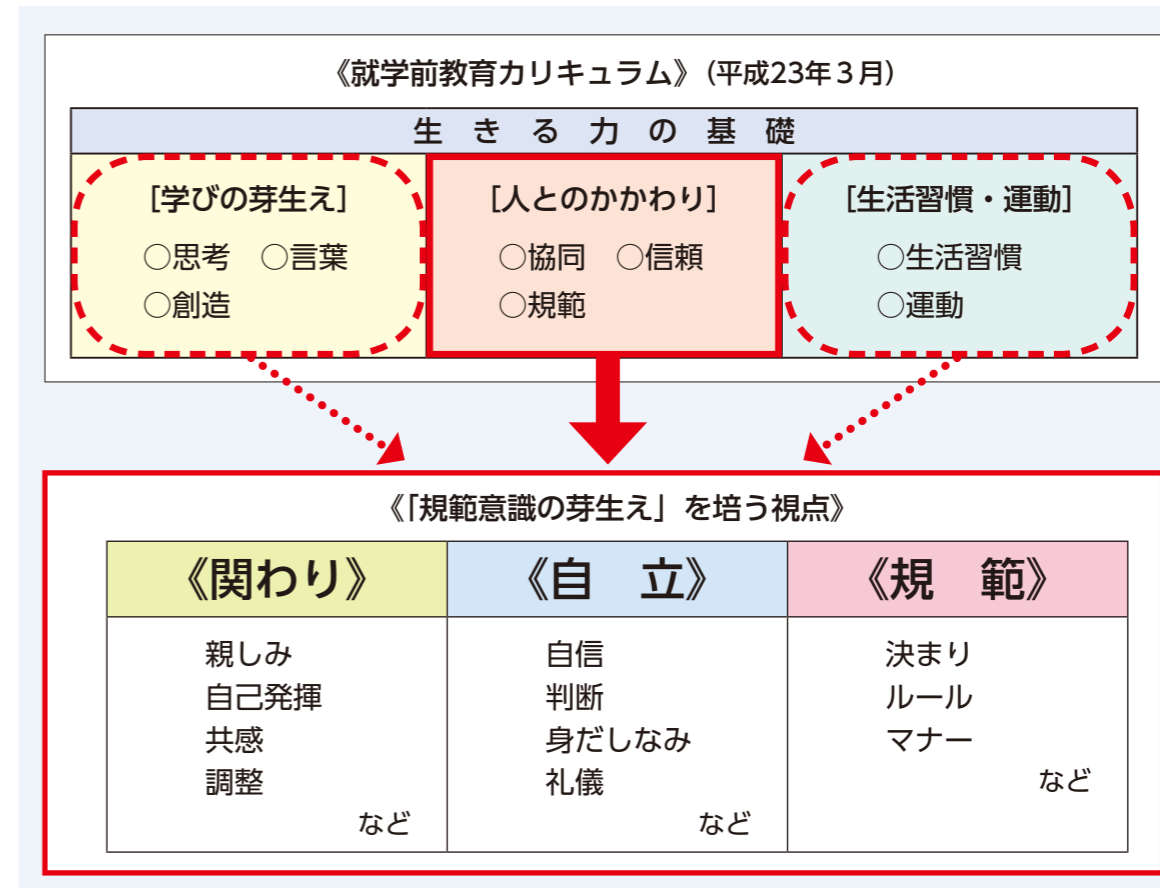 《就学前教育カリキュラム》（平成23年３月）
生きる力の基礎
［学びの芽生え］
○思考　○言葉
○創造
［人とのかかわり］
○協同　○信頼
○規範
［生活習慣・運動］
○生活習慣
○運動
《「規範意識の芽生え」を培う視点》
《関わり》
親しみ
自己発揮
共感
調整
など
《自　立》
自信
判断
身だしなみ
礼儀
など
《規　範》
決まり
ルール
マナー
など